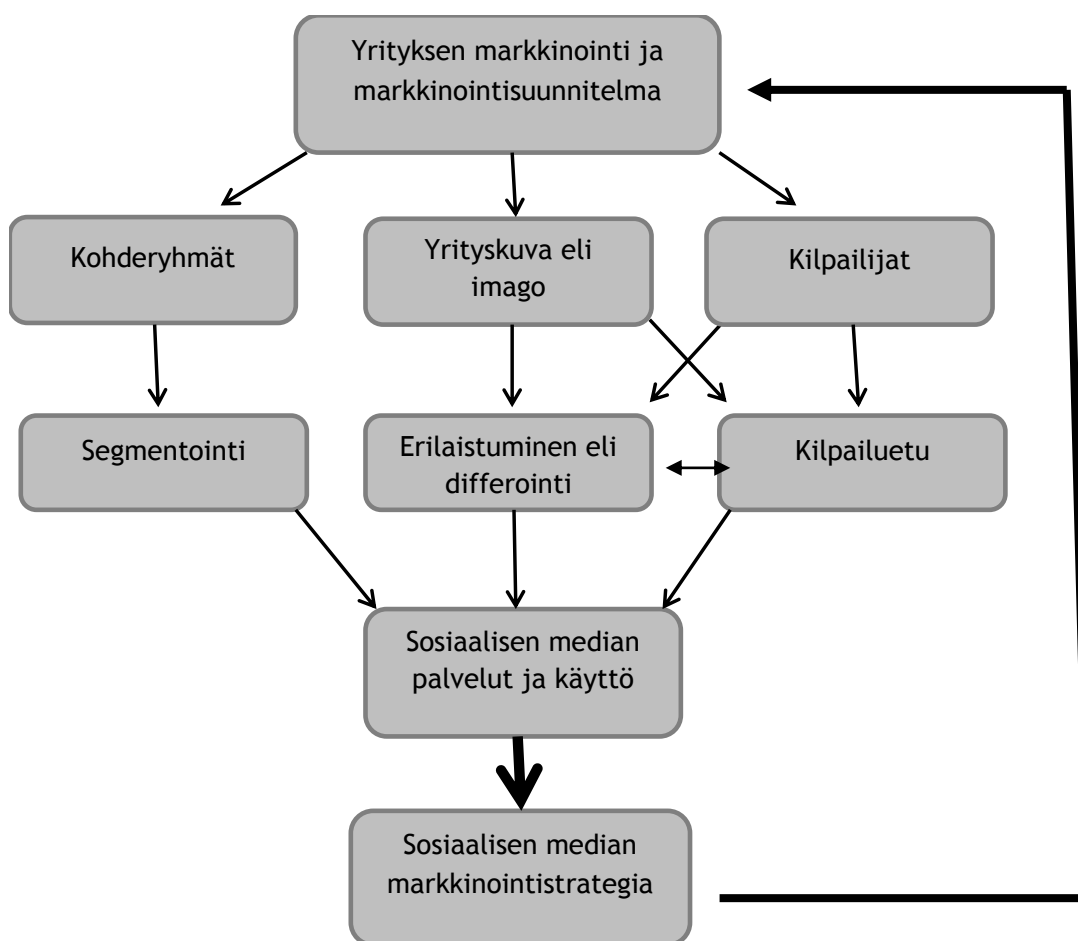 Yrityksen markkinointi ja
markkinointisuunnitelma
Kohderyhmät
Yrityskuva eli
imago
Kilpailijat
Segmentointi
Erilaistuminen eli
differointi
Kilpailuetu
Sosiaalisen median
palvelut ja käyttö
Sosiaalisen median
markkinointistrategia